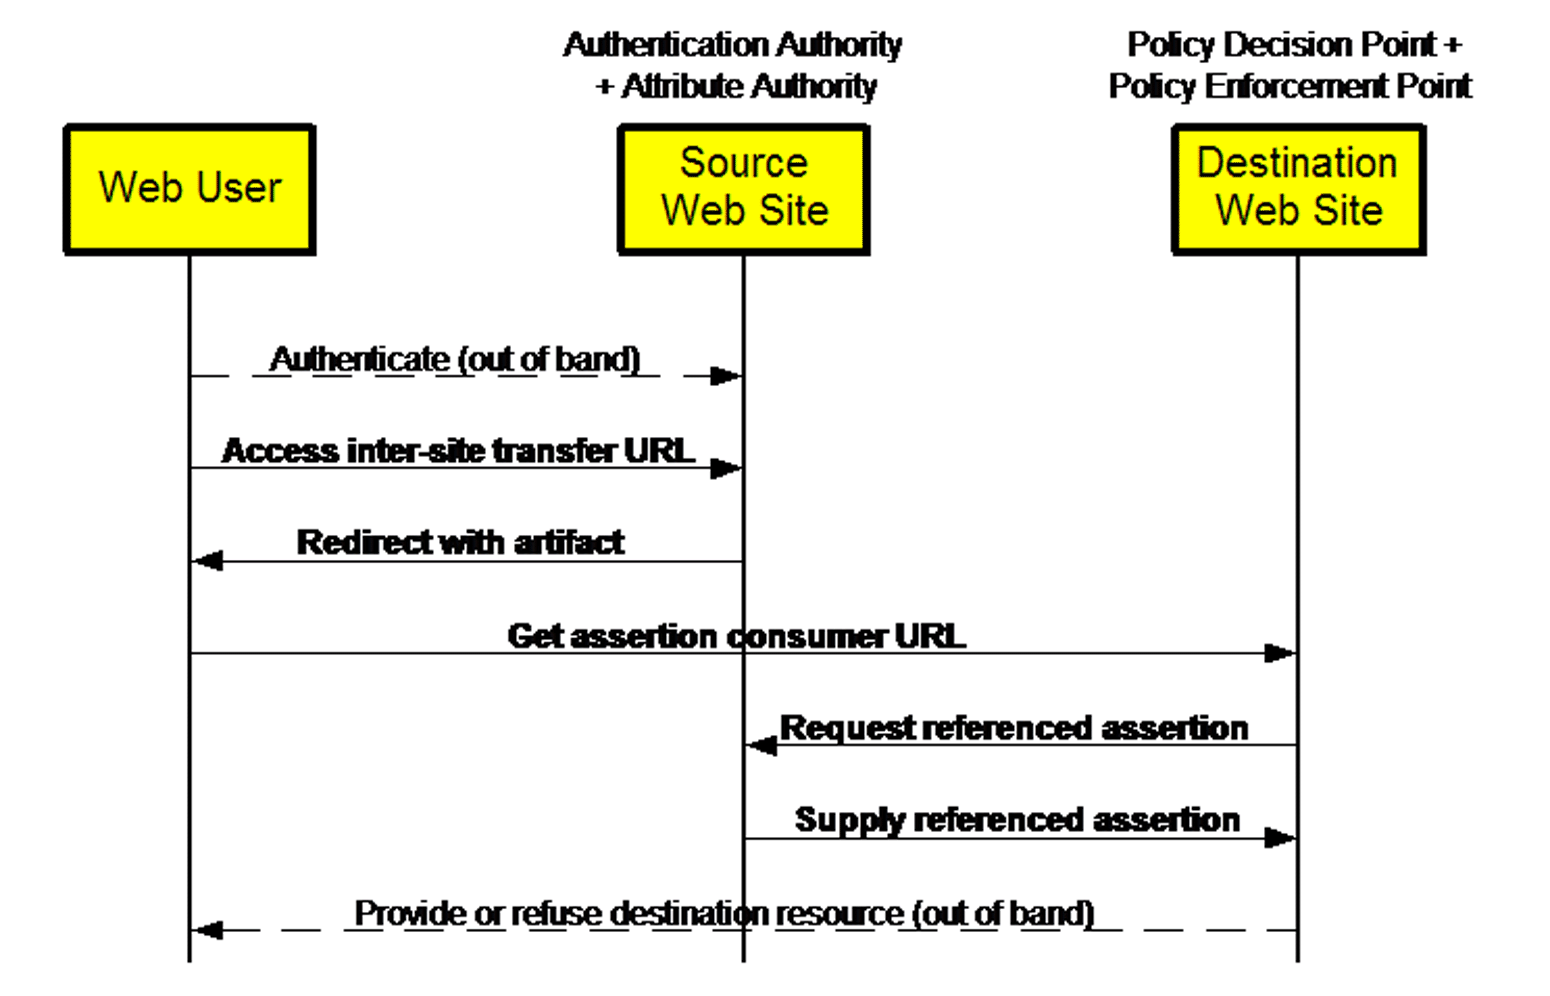 Authentication Authority
+ Attribute Authority
Policy Decision Point +
Policy Enforcement Point
Web User
Source
Web Site
Destination
Web Site
Authenticate (out of band)
Access inter-site transfer URL
Redirect with artifact
Get assertion consumer URL
Request referenced assertion
Supply referenced assertion
Provide or refuse destination resource (out of band)